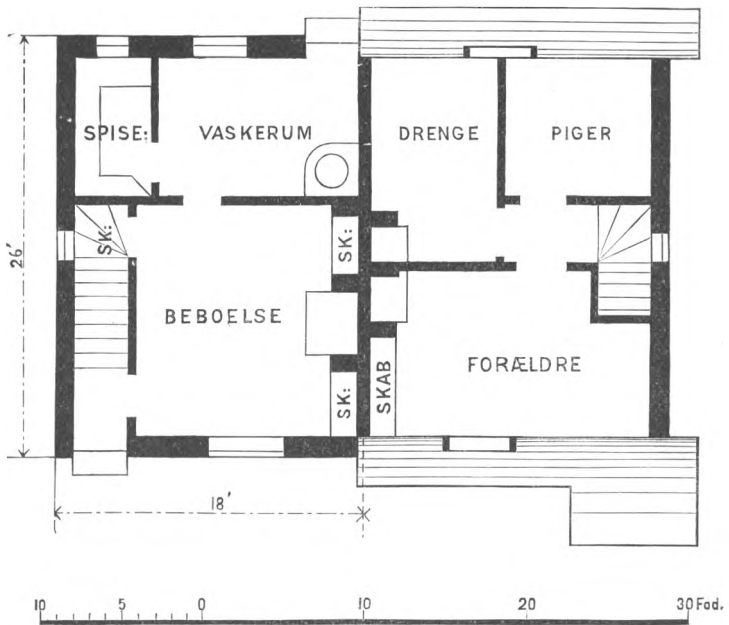 SPISE:
VASKERUM
DRENGE
PIGER
SK:
SK:
26'
BEBOELSE
FORÆLDRE
SKAB
SK:
18'
10 5 0 10 20 30 Fod.